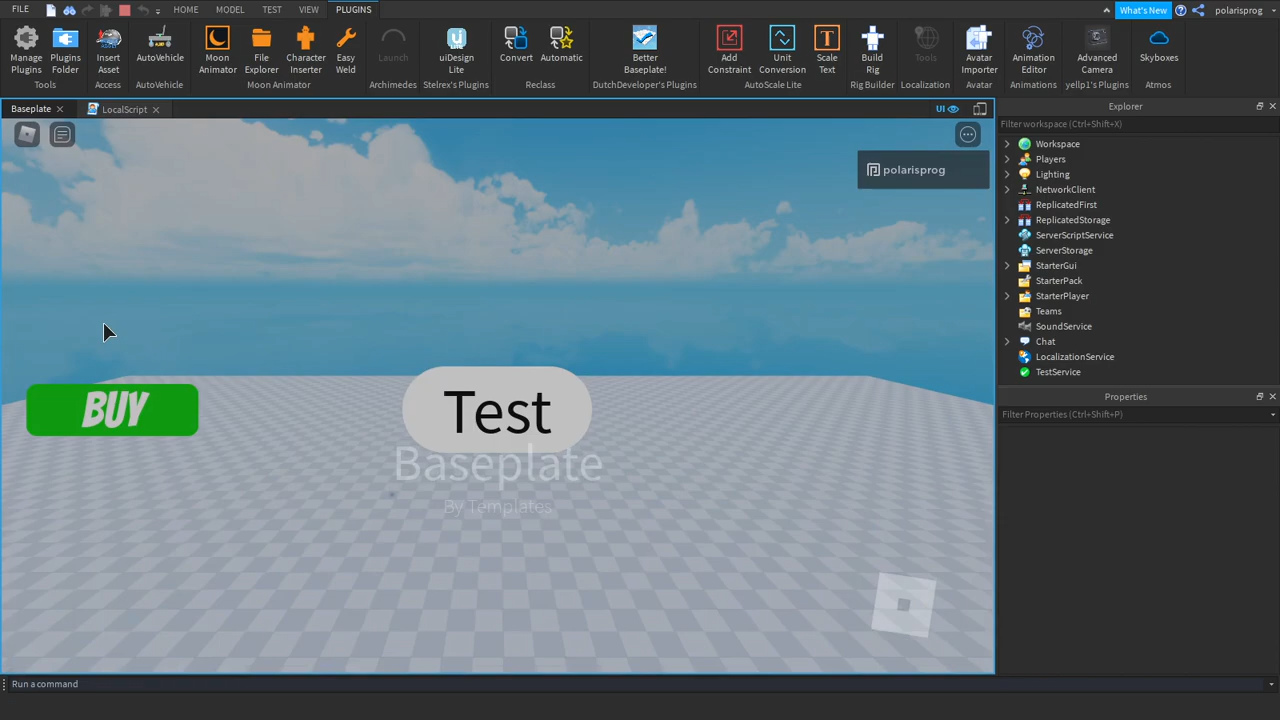 FILE HOME MODEL TEST VIEW PLUGINS What's New polarisprog
Manage Plugins Plugins Folder Insert Asset AutoVehicle Moon Animator File Explorer Character Inserter Easy Weld Launch uiDesign Lite Convert Automatic Better Baseplate! Add Constraint Unit Conversion Scale Text Build Rig Tools Avatar Importer Animation Editor Advanced Camera Skyboxes
Tools Access AutoVehicle Moon Animator Archimedes Stelrex's Plugins Reclass DutchDeveloper's Plugins AutoScale Lite Rig Builder Localization Avatar Animations yellp1's Plugins Atmos
Baseplate LocalScript UI
polarisprog
BUY
Test
Baseplate
By Templates
Explorer
Filter workspace (Ctrl+Shift+X)
Workspace
Players
Lighting
NetworkClient
ReplicatedFirst
ReplicatedStorage
ServerScriptService
ServerStorage
StarterGui
StarterPack
StarterPlayer
Teams
SoundService
Chat
LocalizationService
TestService
Properties
Filter Properties (Ctrl+Shift+P)
Run a command